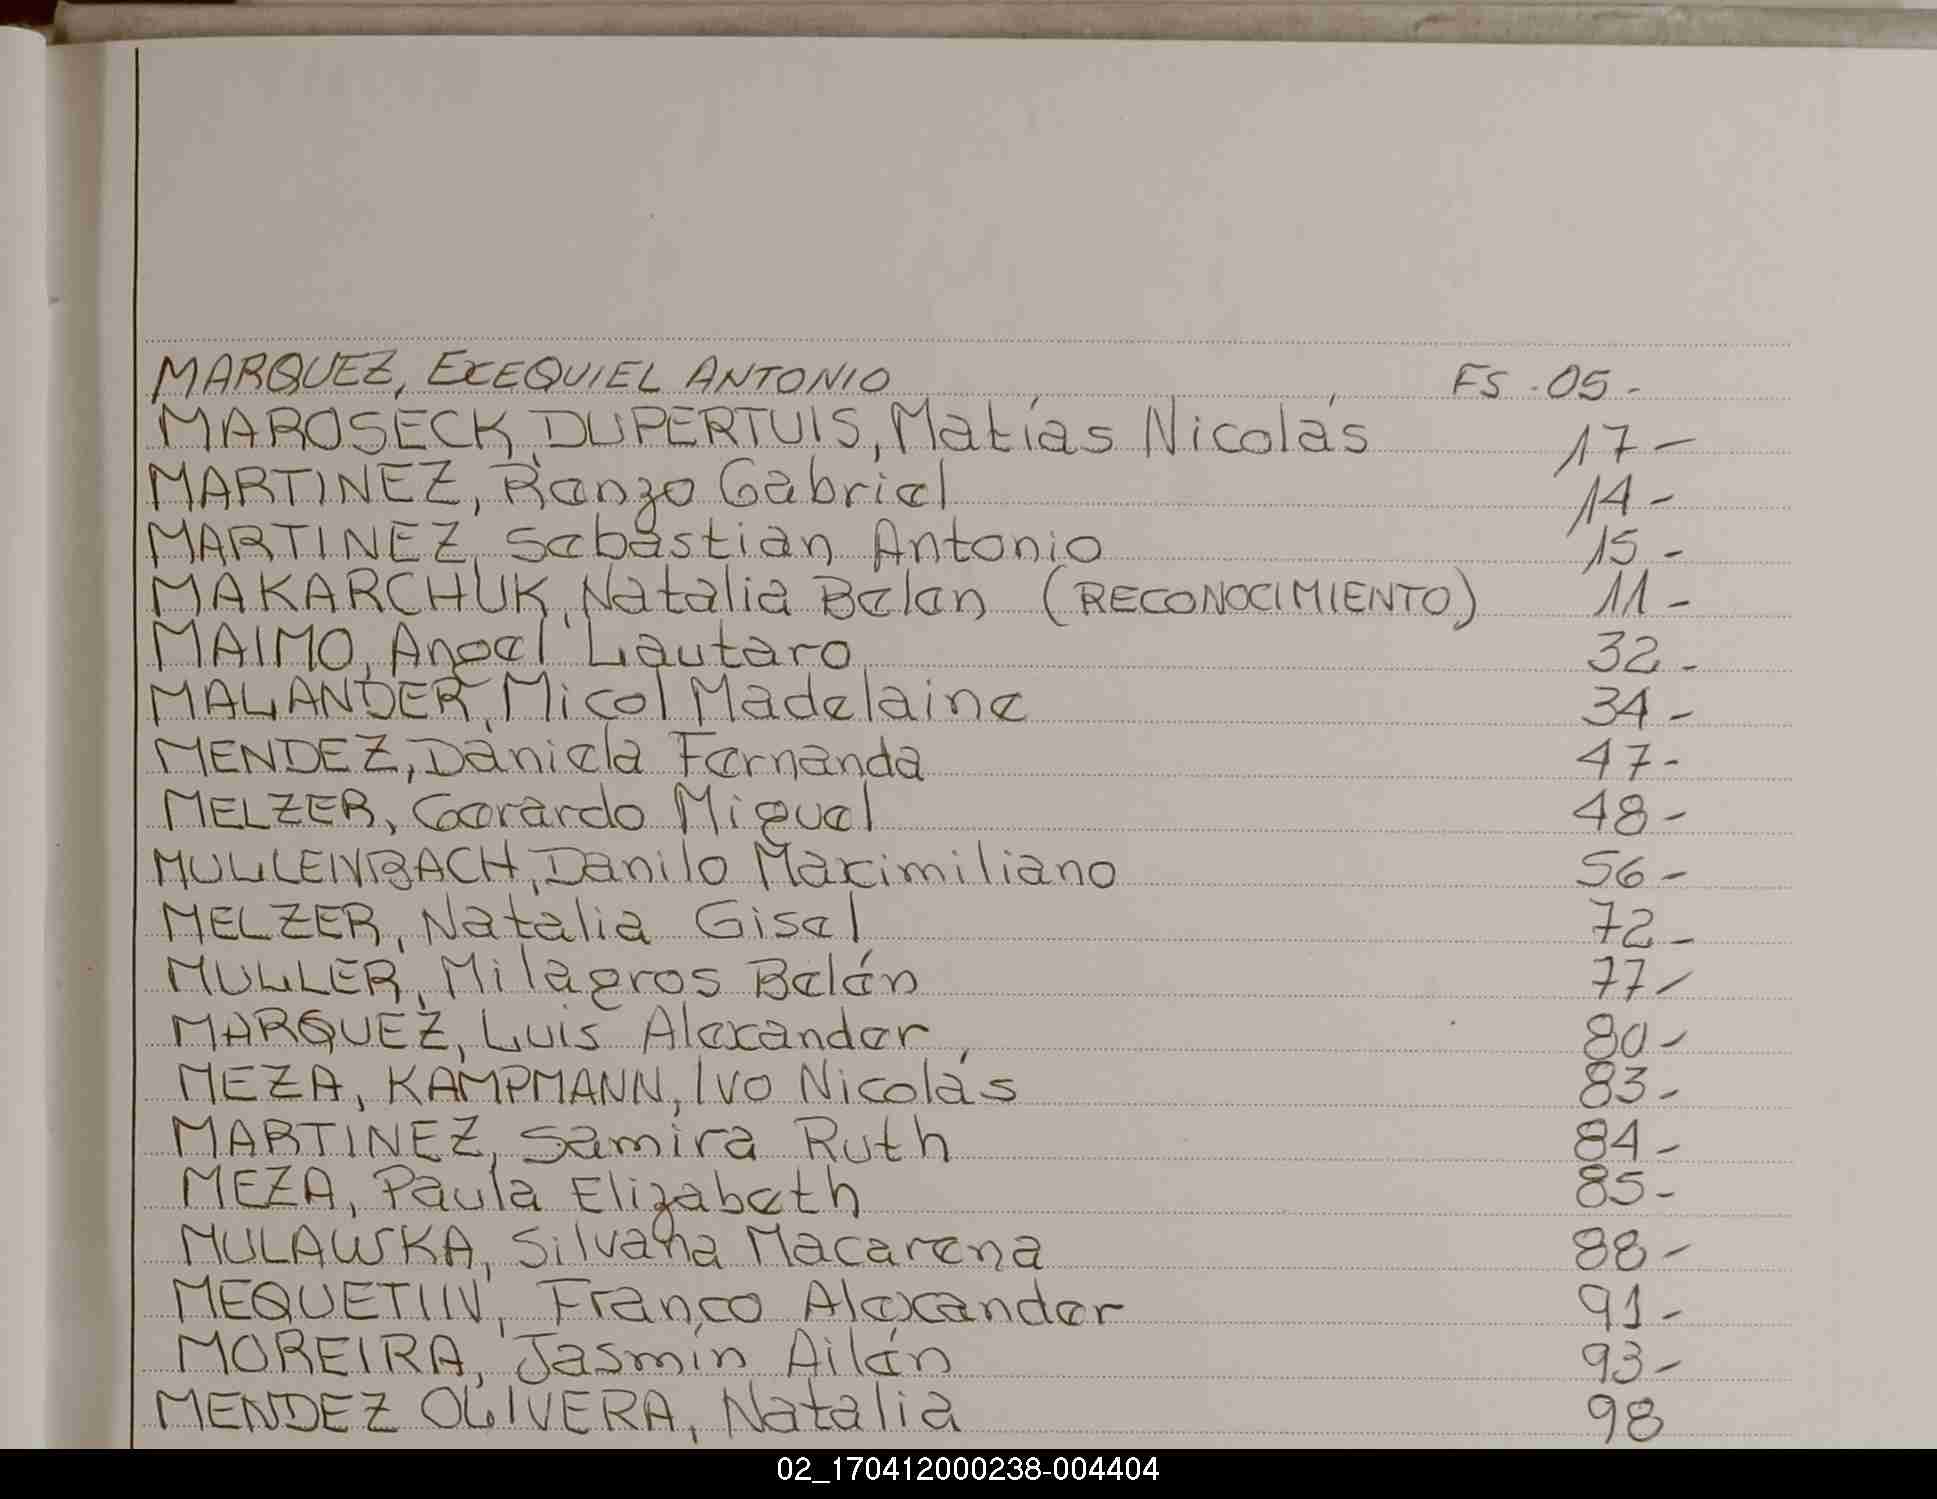 MARQUEZ, EXEQUIEL ANTONIO FS. 05-
MAROSECK, DUPERTUIS, Matías Nicolás 17-
MARTINEZ, Renzo Gabriel 14-
MARTINEZ, Sebastian Antonio 15-
MAKARCHUK, Natalia Belen (RECONOCIMIENTO) 11-
MAIMO, Angel Lautaro 32-
MALANDER, Micol Madelaine 34-
MENDEZ, Daniela Fernanda 47-
MELZER, Gerardo Miguel 48-
MULLENBACH, Danilo Maximiliano 56-
MELZER, Natalia Gisel 72-
MULLER, Milagros Belén 77-
MARQUEZ, Luis Alexander 80-
MEZA, KAMPMANN, Ivo Nicolás 83-
MARTINEZ, Samira Ruth 84-
MEZA, Paula Elizabeth 85-
MULAWSKA, Silvana Macarena 88-
MEQUETIIN, Franco Alexander 91-
MOREIRA, Jasmín Ailén 93-
MENDEZ OLIVERA, Natalia 98
02_170412000238-004404